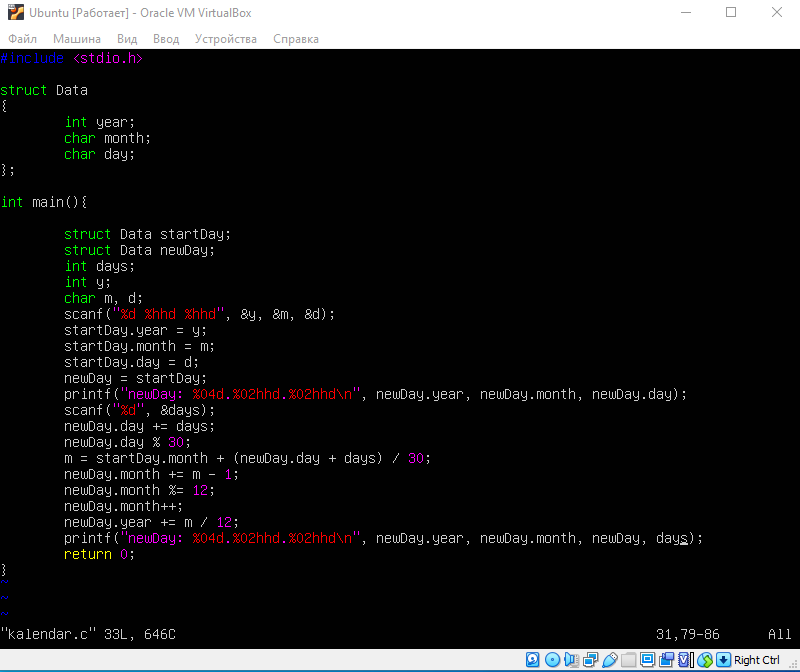 Ubuntu [Работает] - Oracle VM VirtualBox
Файл Машина Вид Ввод Устройства Справка
#include <stdio.h>
struct Data
{
int year;
char month;
char day;
};
int main(){
struct Data startDay;
struct Data newDay;
int days;
int y;
char m, d;
scanf("%d %hhd %hhd", &y, &m, &d);
startDay.year = y;
startDay.month = m;
startDay.day = d;
newDay = startDay;
printf("newDay: %04d.%02hhd.%02hhd\n", newDay.year, newDay.month, newDay.day);
scanf("%d", &days);
newDay.day += days;
newDay.day % 30;
m = startDay.month + (newDay.day + days) / 30;
newDay.month += m - 1;
newDay.month %= 12;
newDay.month++;
newDay.year += m / 12;
printf("newDay: %04d.%02hhd.%02hhd\n", newDay.year, newDay.month, newDay, days);
return 0;
}
~
~
~
"kalendar.c" 33L, 646C 31,79-86 All
Right Ctrl